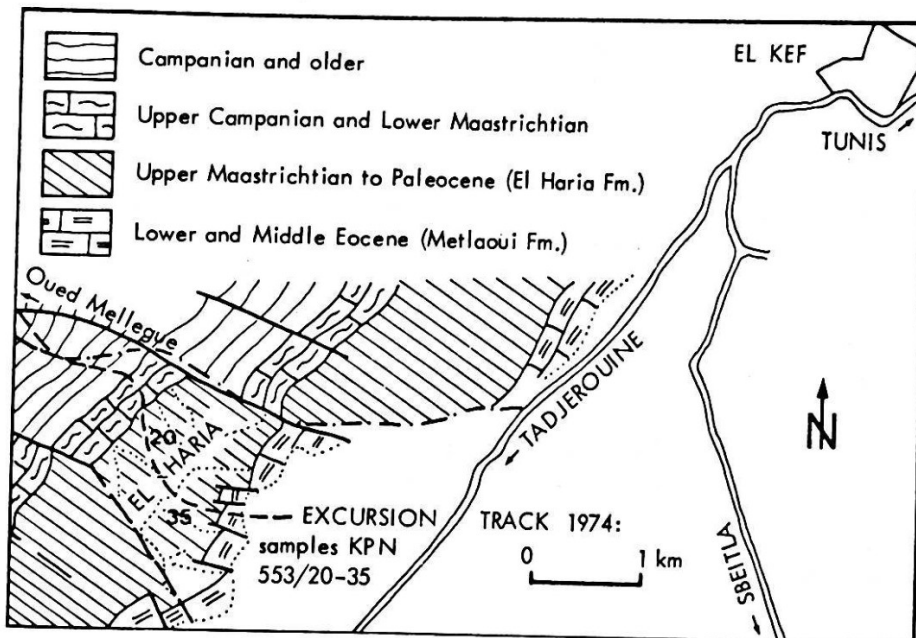 Campanian and older
Upper Campanian and Lower Maastrichtian
Upper Maastrichtian to Paleocene (El Haria Fm.)
Lower and Middle Eocene (Metlaoui Fm.)
EL KEF
TUNIS
Oued Mellegue
TADJEROUINE
N
20
EL HARIA
35
EXCURSION
samples KPN
553/20-35
TRACK 1974:
0 1 km
SBEITLA